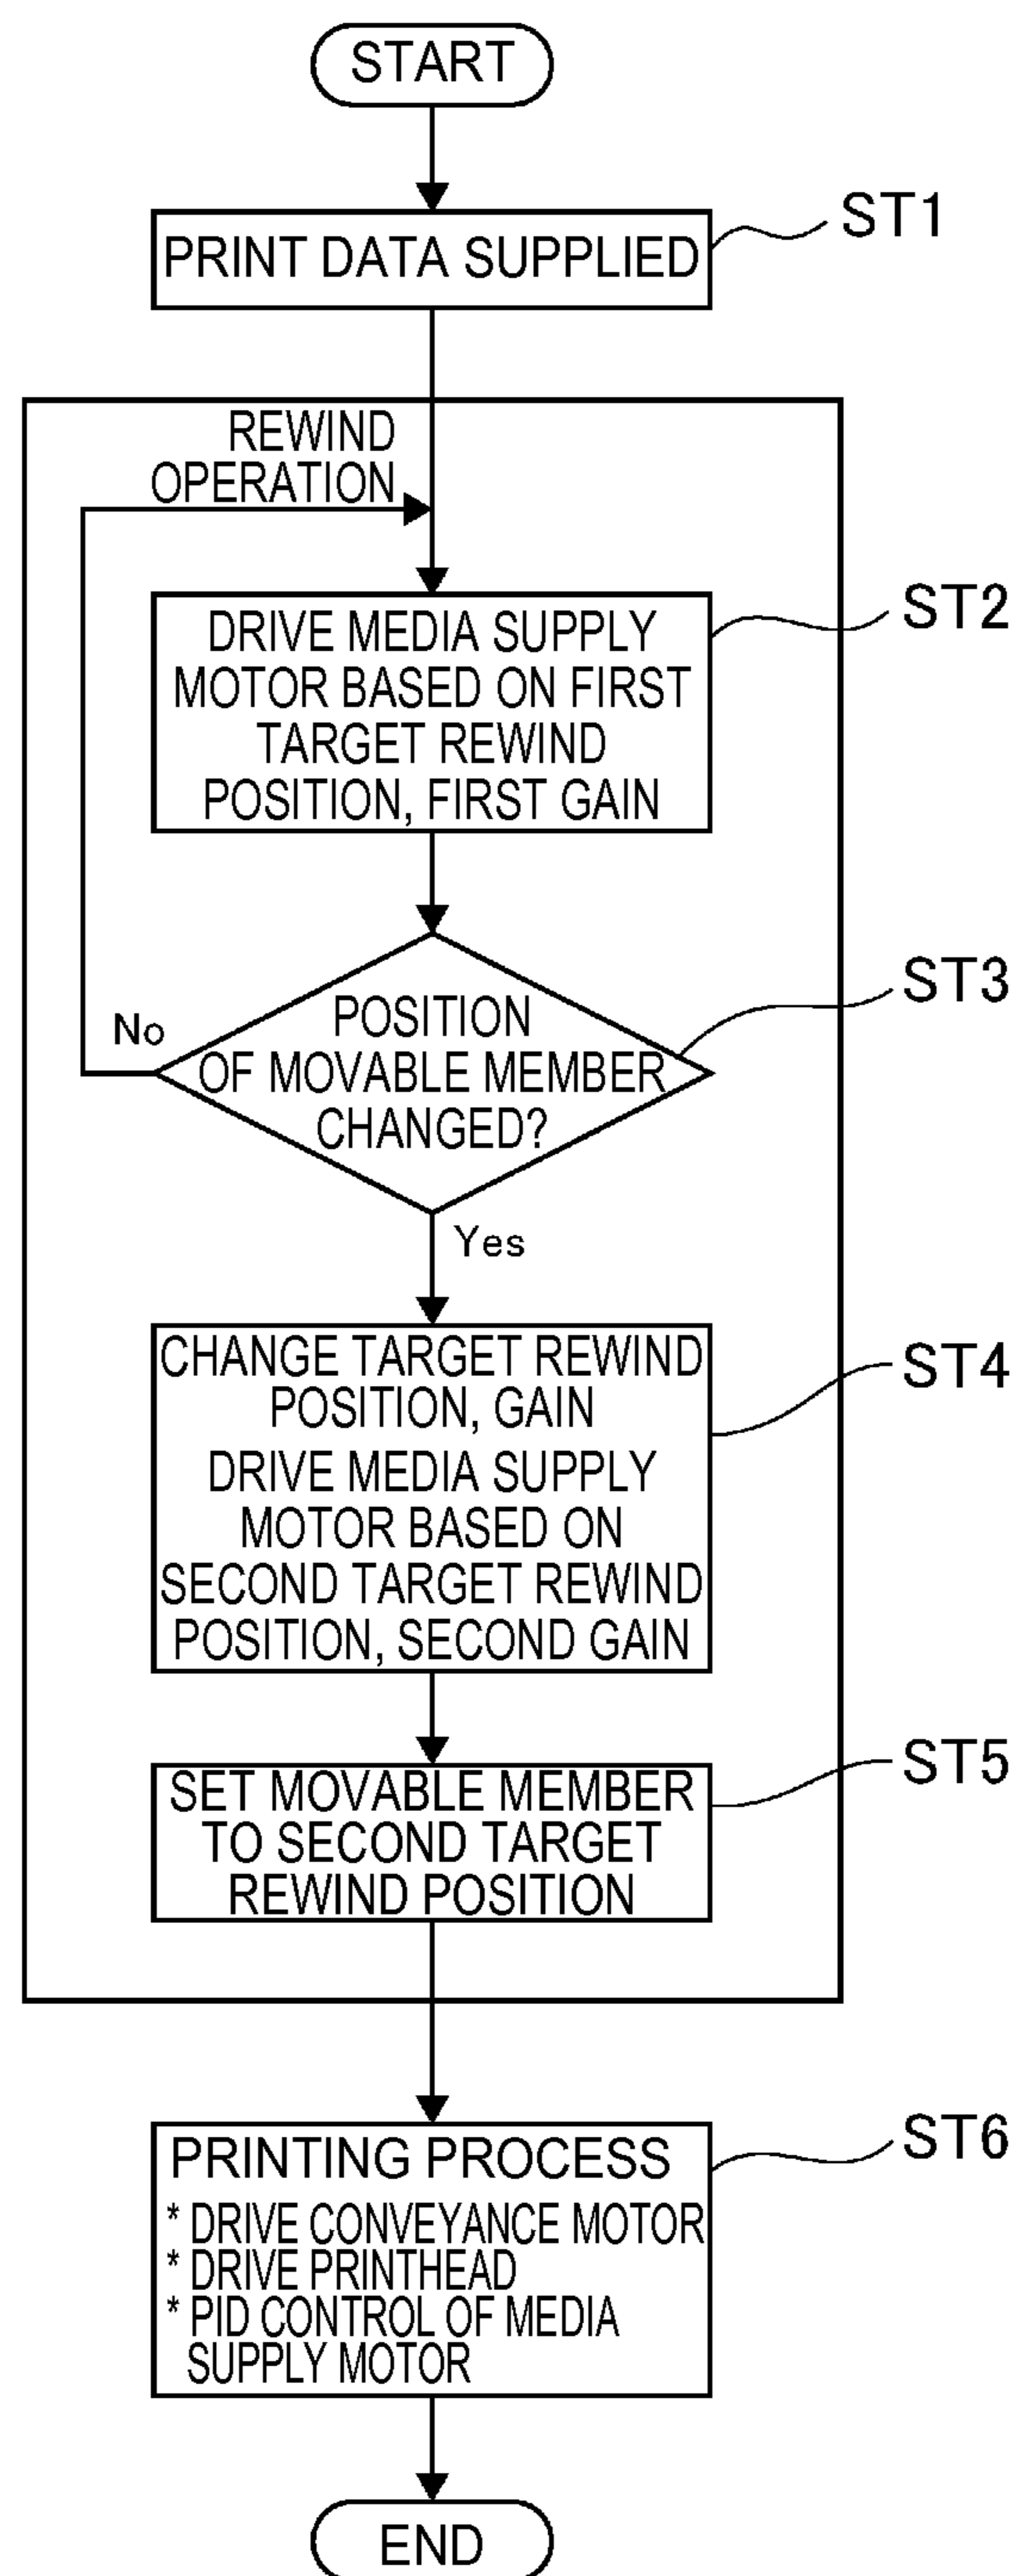 START
ST1
PRINT DATA SUPPLIED
REWIND
OPERATION
ST2
DRIVE MEDIA SUPPLY
MOTOR BASED ON FIRST
TARGET REWIND
POSITION, FIRST GAIN
ST3
No
POSITION
OF MOVABLE MEMBER
CHANGED?
Yes
ST4
CHANGE TARGET REWIND
POSITION, GAIN
DRIVE MEDIA SUPPLY
MOTOR BASED ON
SECOND TARGET REWIND
POSITION, SECOND GAIN
ST5
SET MOVABLE MEMBER
TO SECOND TARGET
REWIND POSITION
ST6
PRINTING PROCESS
* DRIVE CONVEYANCE MOTOR
* DRIVE PRINTHEAD
* PID CONTROL OF MEDIA
SUPPLY MOTOR
END